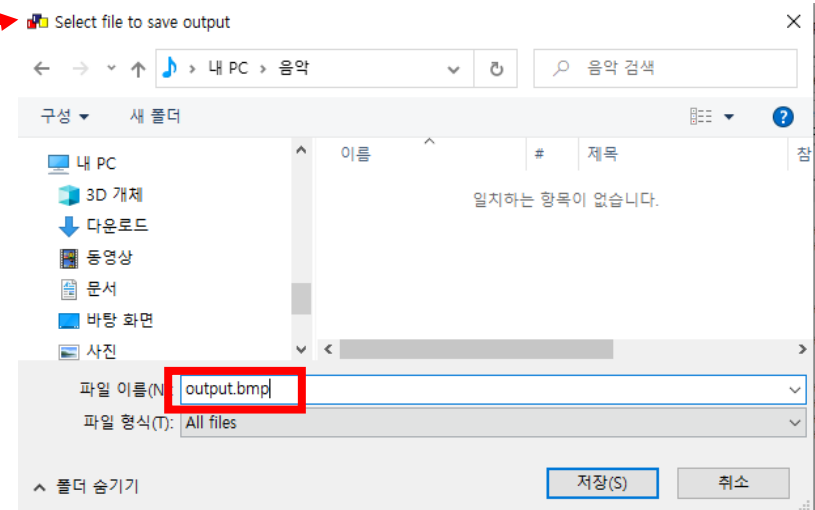 Select file to save output
내 PC > 음악
음악 검색
구성
새 폴더
내 PC
3D 개체
다운로드
동영상
문서
바탕 화면
사진
이름 # 제목 참
일치하는 항목이 없습니다.
파일 이름(N output.bmp
파일 형식(T): All files
폴더 숨기기
저장(S)
취소